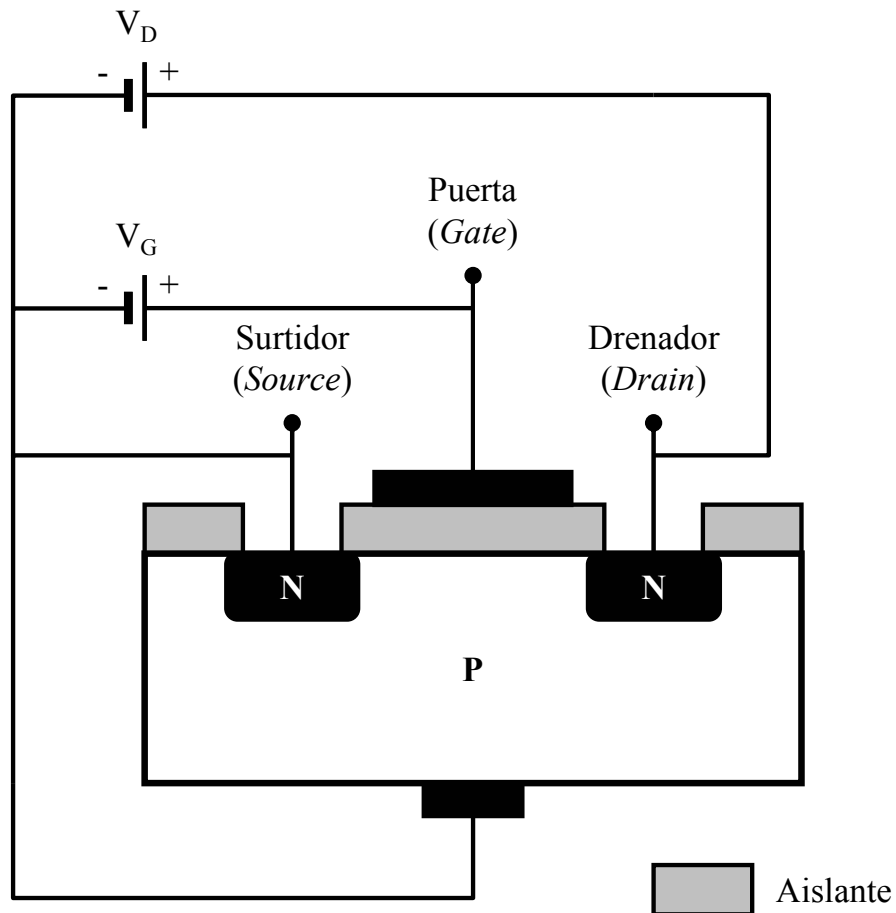 V_D
- +
Puerta
(Gate)
V_G
- +
Surtidor
(Source)
Drenador
(Drain)
N
N
P
Aislante